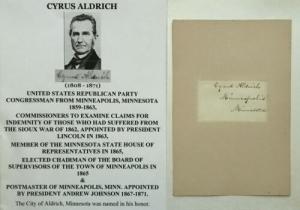 CYRUS ALDRICH
Cyrus Aldrich
(1808 - 1871)
UNITED STATES REPUBLICAN PARTY
CONGRESSMAN FROM MINNEAPOLIS, MINNESOTA
1859-1863,
COMMISSIONERS TO EXAMINE CLAIMS FOR
INDEMNITY OF THOSE WHO HAD SUFFERED FROM
THE SIOUX WAR OF 1862, APPOINTED BY PRESIDENT
LINCOLN IN 1863,
MEMBER OF THE MINNESOTA STATE HOUSE OF
REPRESENTATIVES IN 1865,
ELECTED CHAIRMAN OF THE BOARD OF
SUPERVISORS OF THE TOWN OF MINNEAPOLIS IN
1865
&
POSTMASTER OF MINNEAPOLIS, MINN. APPOINTED
BY PRESIDENT ANDREW JOHNSON 1867-1871.
The City of Aldrich, Minnesota was named in his honor.
Cyrus Aldrich
Minneapolis
Minnesota